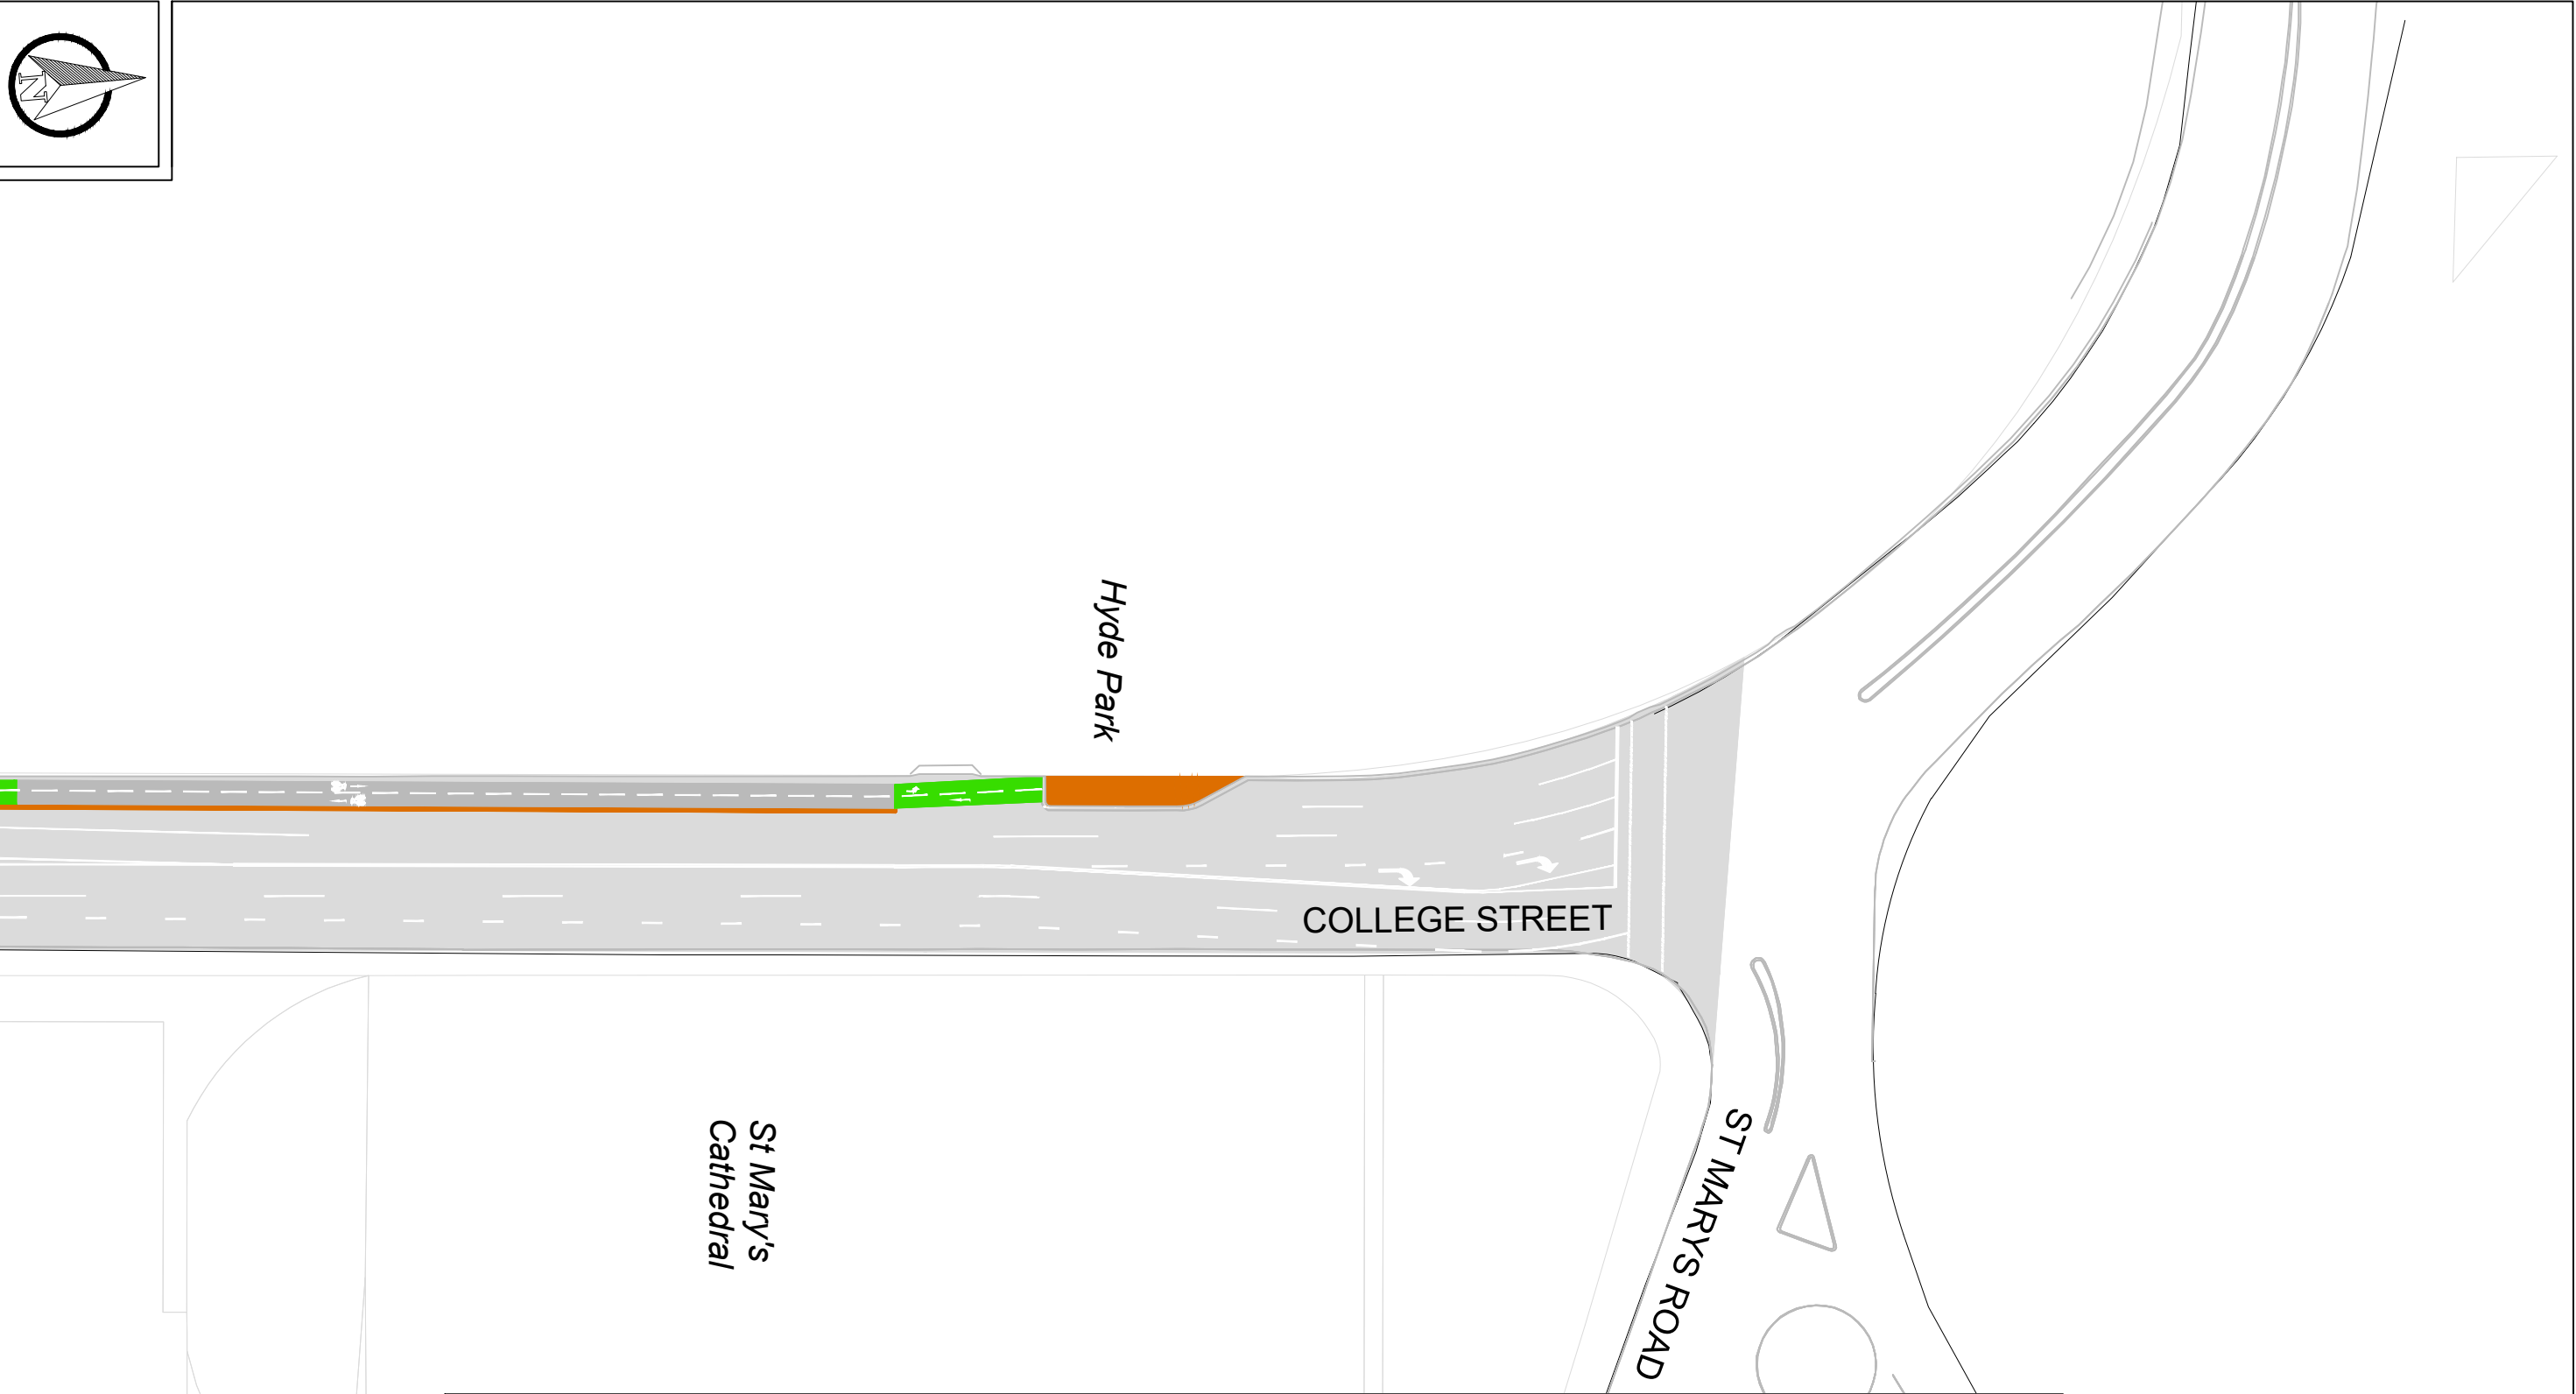 N
Hyde Park
COLLEGE STREET
St Mary's
Cathedral
ST MARYS ROAD